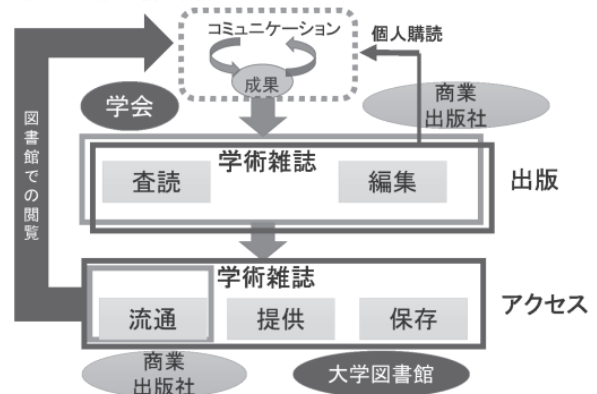 コミュニケーション
個人購読
成果
学会
商業
出版社
学術雑誌
査読
編集
出版
図書館での閲覧
学術雑誌
流通
提供
保存
アクセス
商業
出版社
大学図書館